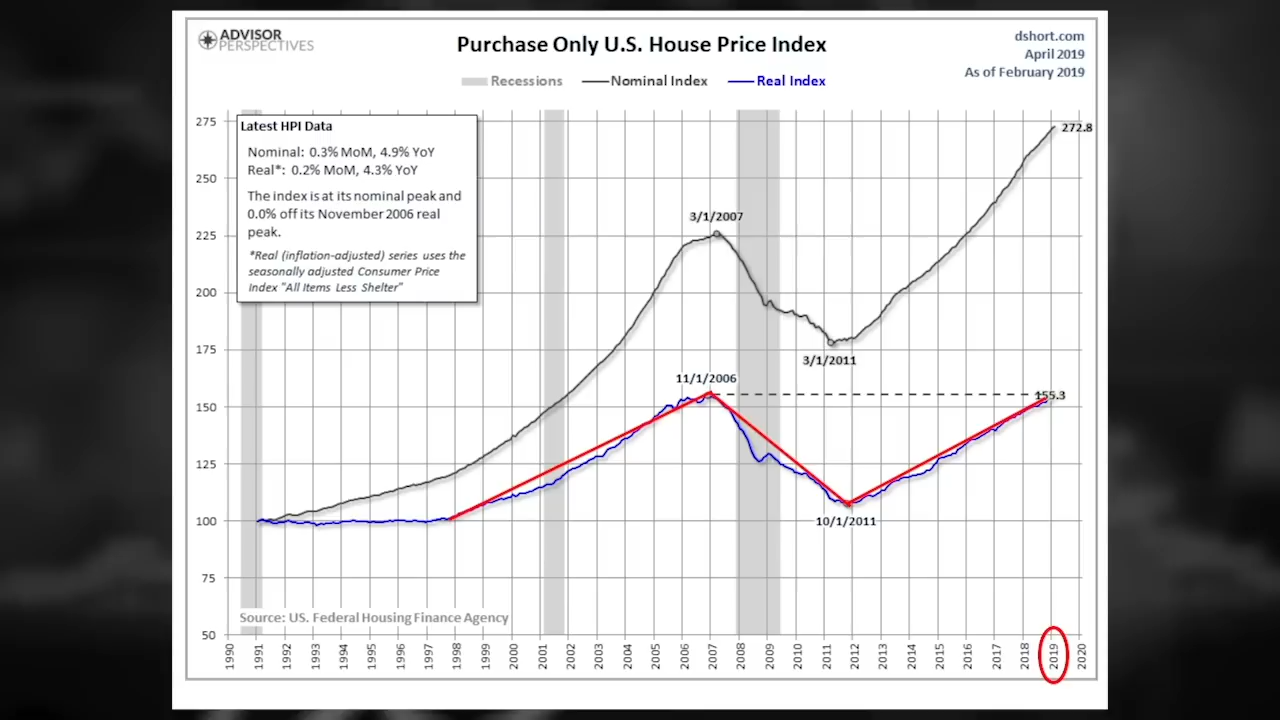 ADVISOR
PERSPECTIVES
Purchase Only U.S. House Price Index
dshort.com
April 2019
As of February 2019
Recessions
Nominal Index
Real Index
Latest HPI Data
Nominal: 0.3% MoM, 4.9% YoY
Real*: 0.2% MoM, 4.3% YoY
The index is at its nominal peak and
0.0% off its November 2006 real
peak.
*Real (inflation-adjusted) series uses the
seasonally adjusted Consumer Price
Index "All Items Less Shelter"
275
250
225
200
175
150
125
100
75
50
272.8
3/1/2007
3/1/2011
11/1/2006
155.3
10/1/2011
Source: US. Federal Housing Finance Agency
1990
1991
1992
1993
1994
1995
1996
1997
1998
1999
2000
2001
2002
2003
2004
2005
2006
2007
2008
2009
2010
2011
2012
2013
2014
2015
2016
2017
2018
2019
2020